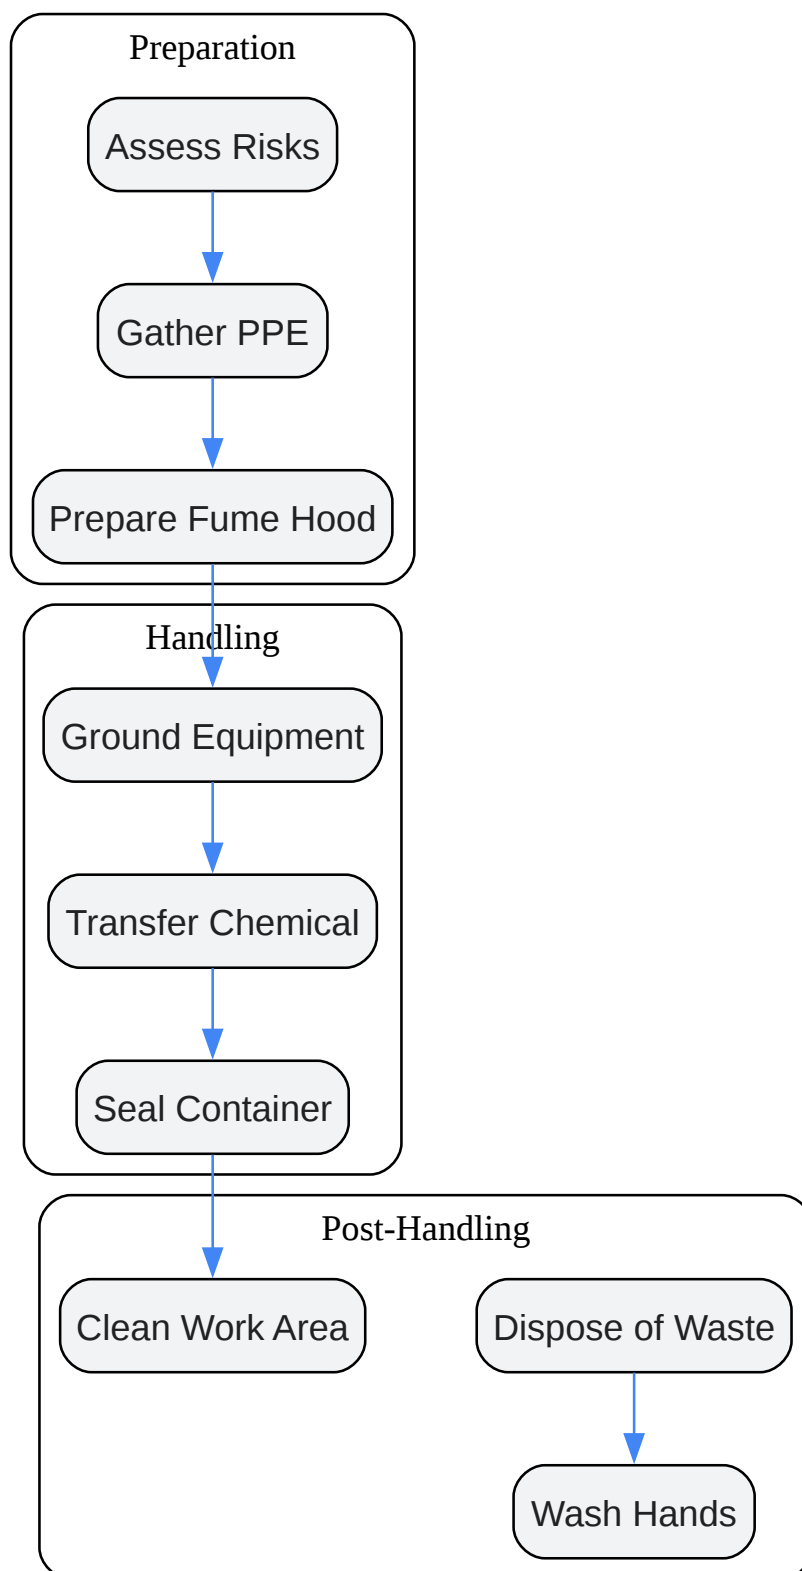 Preparation
Assess Risks
Gather PPE
Prepare Fume Hood
Handling
Ground Equipment
Transfer Chemical
Seal Container
Post-Handling
Clean Work Area
Dispose of Waste
Wash Hands